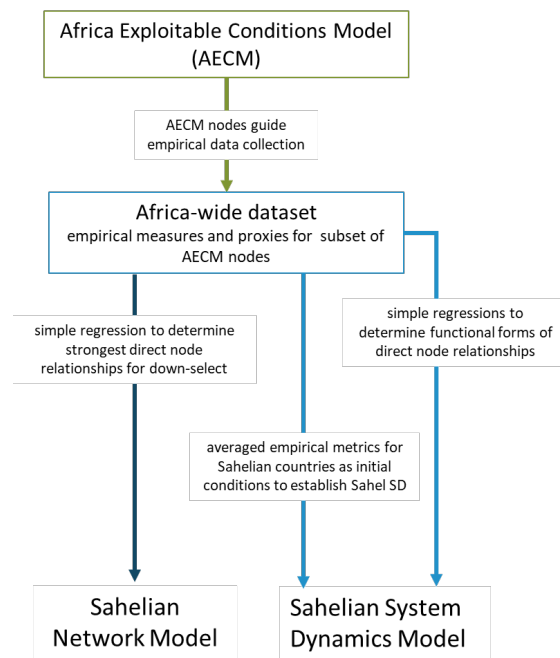 Africa Exploitable Conditions Model
(AECM)
AECM nodes guide
empirical data collection
Africa-wide dataset
empirical measures and proxies for subset of
AECM nodes
simple regression to determine
strongest direct node
relationships for down-select
simple regressions to
determine functional forms of
direct node relationships
averaged empirical metrics for
Sahelian countries as initial
conditions to establish Sahel SD
Sahelian
Network Model
Sahelian System
Dynamics Model